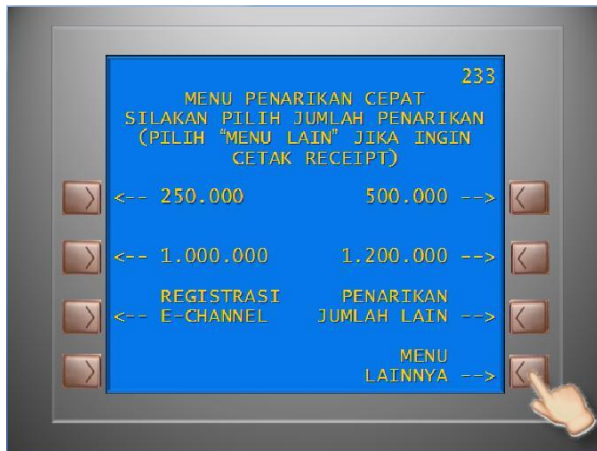 233
MENU PENARIKAN CEPAT
SILAKAN PILIH JUMLAH PENARIKAN
(PILIH “MENU LAIN” JIKA INGIN
CETAK RECEIPT)
<-- 250.000 500.000 -->
<-- 1.000.000 1.200.000 -->
REGISTRASI PENARIKAN
<-- E-CHANNEL JUMLAH LAIN -->
MENU
LAINNYA -->